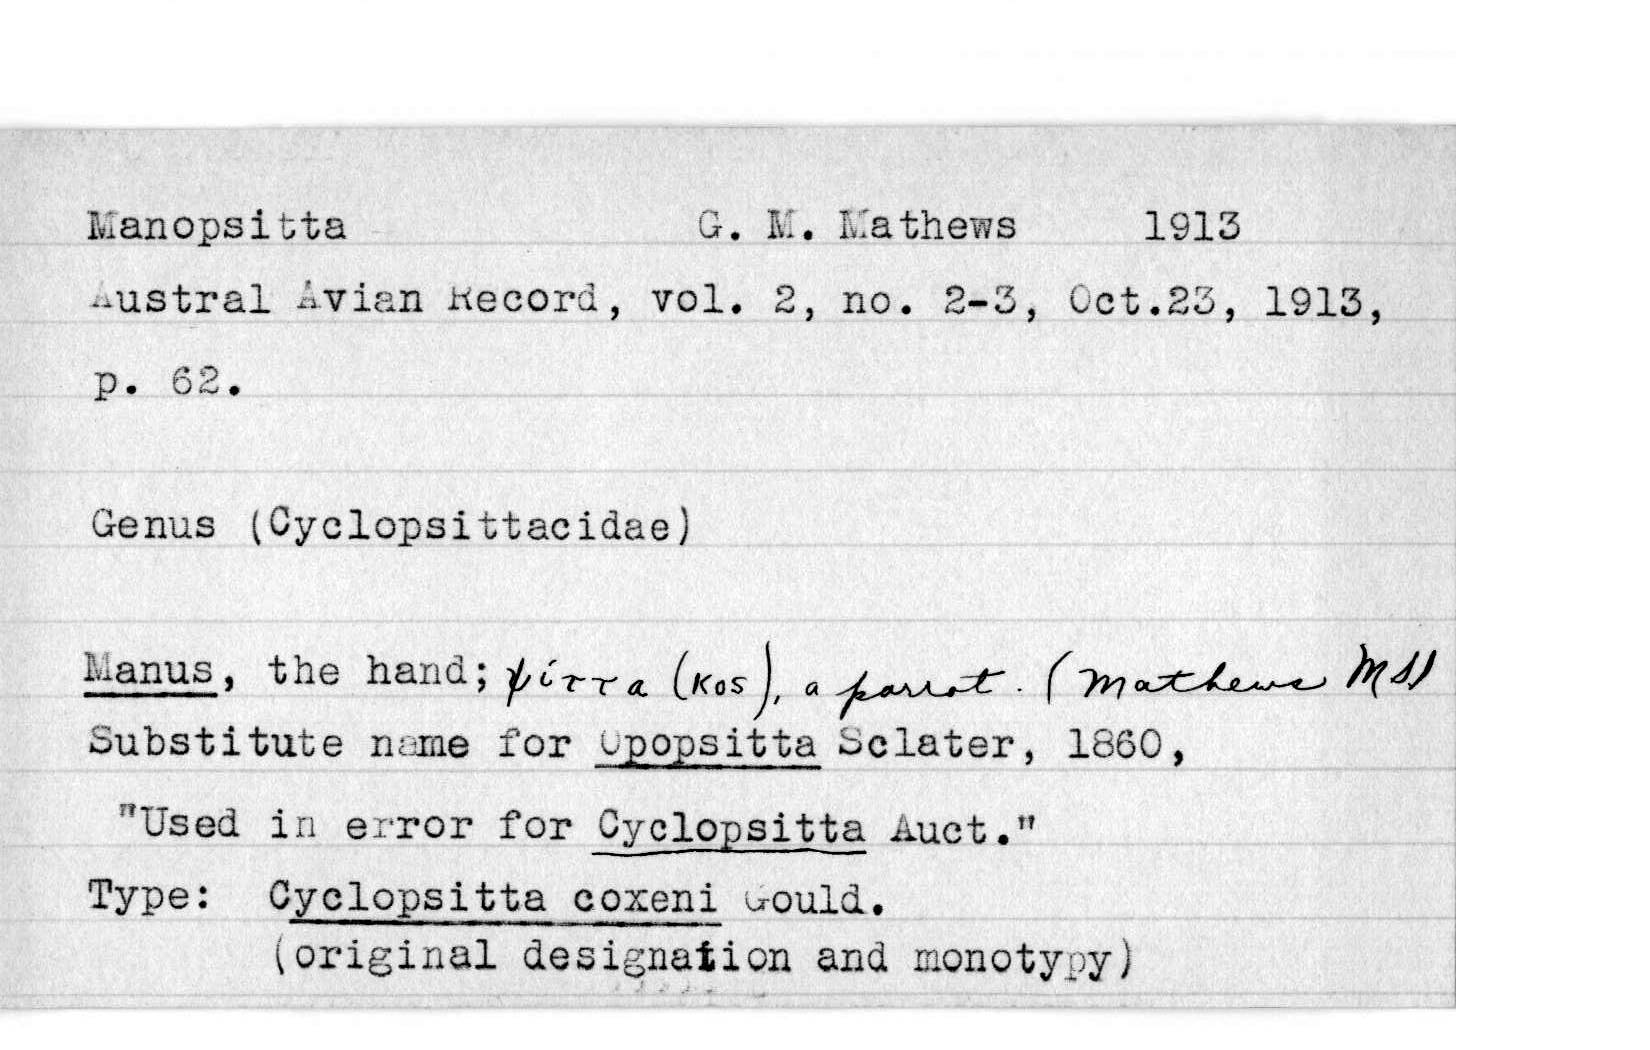 Manopsitta G. M. Mathews 1913
Austral Avian Record, vol. 2, no. 2-3, Oct.23, 1913,
p. 62.
Genus (Cyclopsittacidae)
Manus, the hand; ψίττα (κος), a parrot. (Mathews MS)
Substitute name for Opopsitta Sclater, 1860,
"Used in error for Cyclopsitta Auct."
Type: Cyclopsitta coxeni Gould.
(original designation and monotypy)